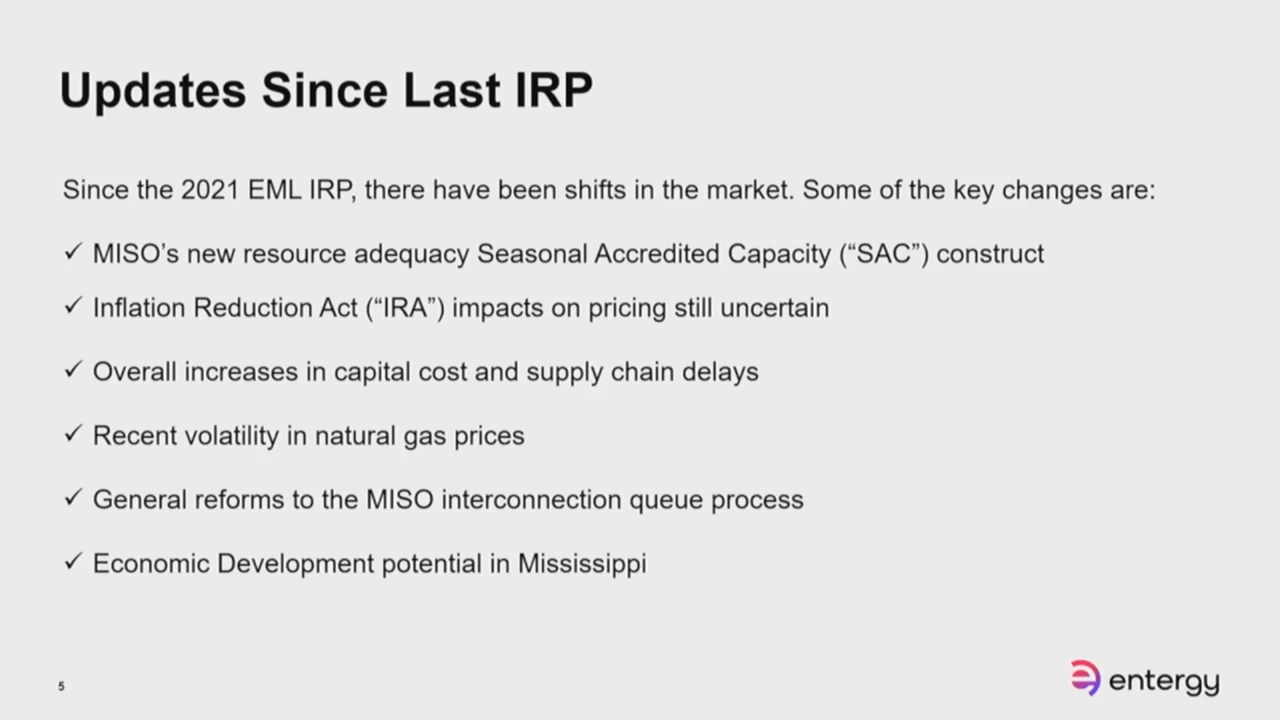 Updates Since Last IRP
Since the 2021 EML IRP, there have been shifts in the market. Some of the key changes are:
✓ MISO’s new resource adequacy Seasonal Accredited Capacity (“SAC”) construct
✓ Inflation Reduction Act (“IRA”) impacts on pricing still uncertain
✓ Overall increases in capital cost and supply chain delays
✓ Recent volatility in natural gas prices
✓ General reforms to the MISO interconnection queue process
✓ Economic Development potential in Mississippi
5
entergy